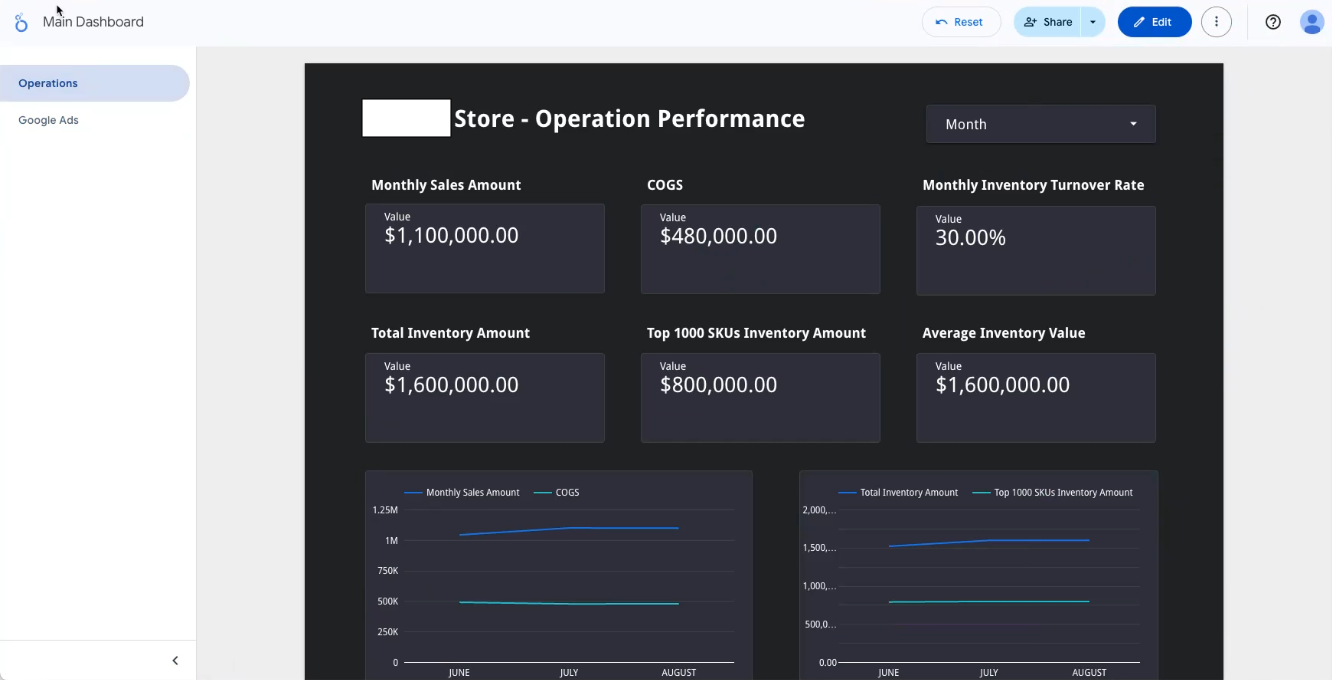 Main Dashboard
Reset
Share
Edit
Operations
Google Ads
Store - Operation Performance
Month
Monthly Sales Amount
Value
$1,100,000.00
COGS
Value
$480,000.00
Monthly Inventory Turnover Rate
Value
30.00%
Total Inventory Amount
Value
$1,600,000.00
Top 1000 SKUs Inventory Amount
Value
$800,000.00
Average Inventory Value
Value
$1,600,000.00
Monthly Sales Amount COGS
1.25M
1M
750K
500K
250K
0
JUNE JULY AUGUST
Total Inventory Amount Top 1000 SKUs Inventory Amount
2,000,...
1,500,...
1,000,...
500,0...
0.00
JUNE JULY AUGUST